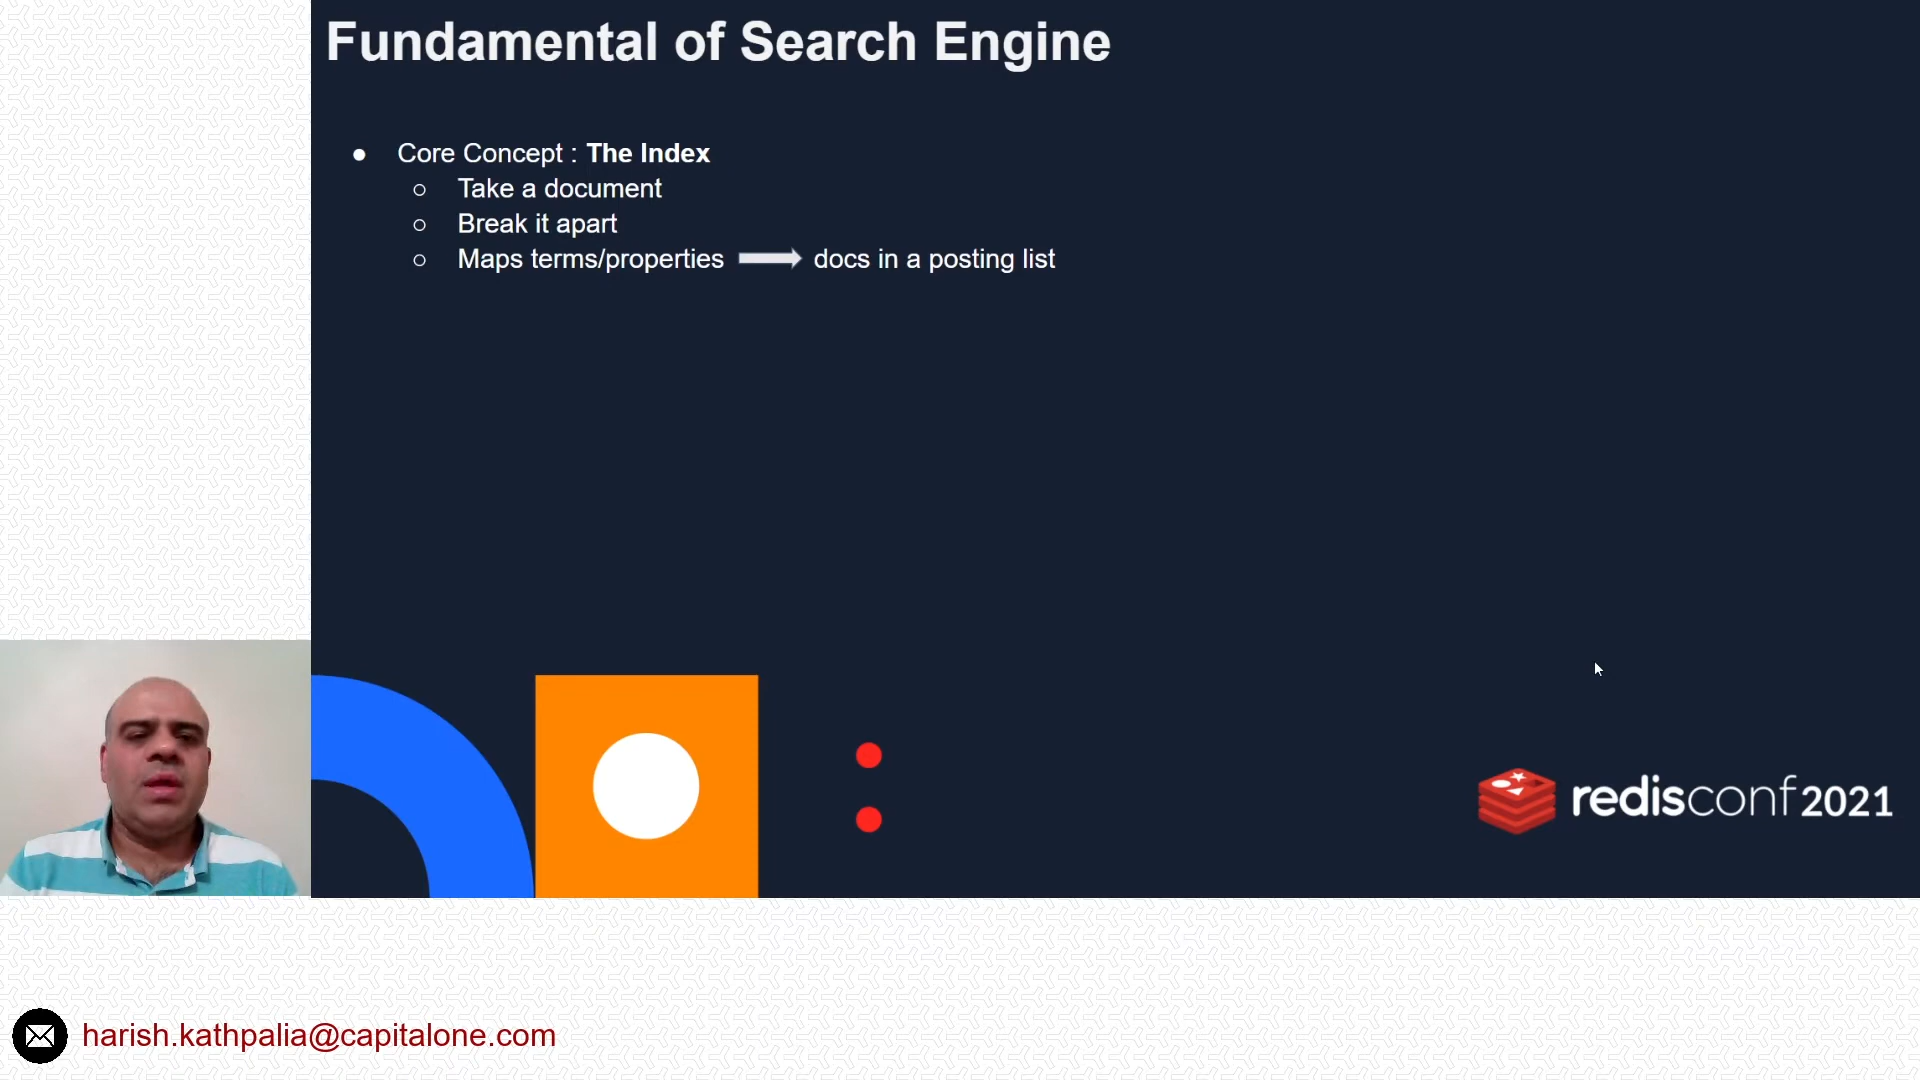 Fundamental of Search Engine
Core Concept : The Index
Take a document
Break it apart
Maps terms/properties docs in a posting list
redisconf2021
harish.kathpalia@capitalone.com